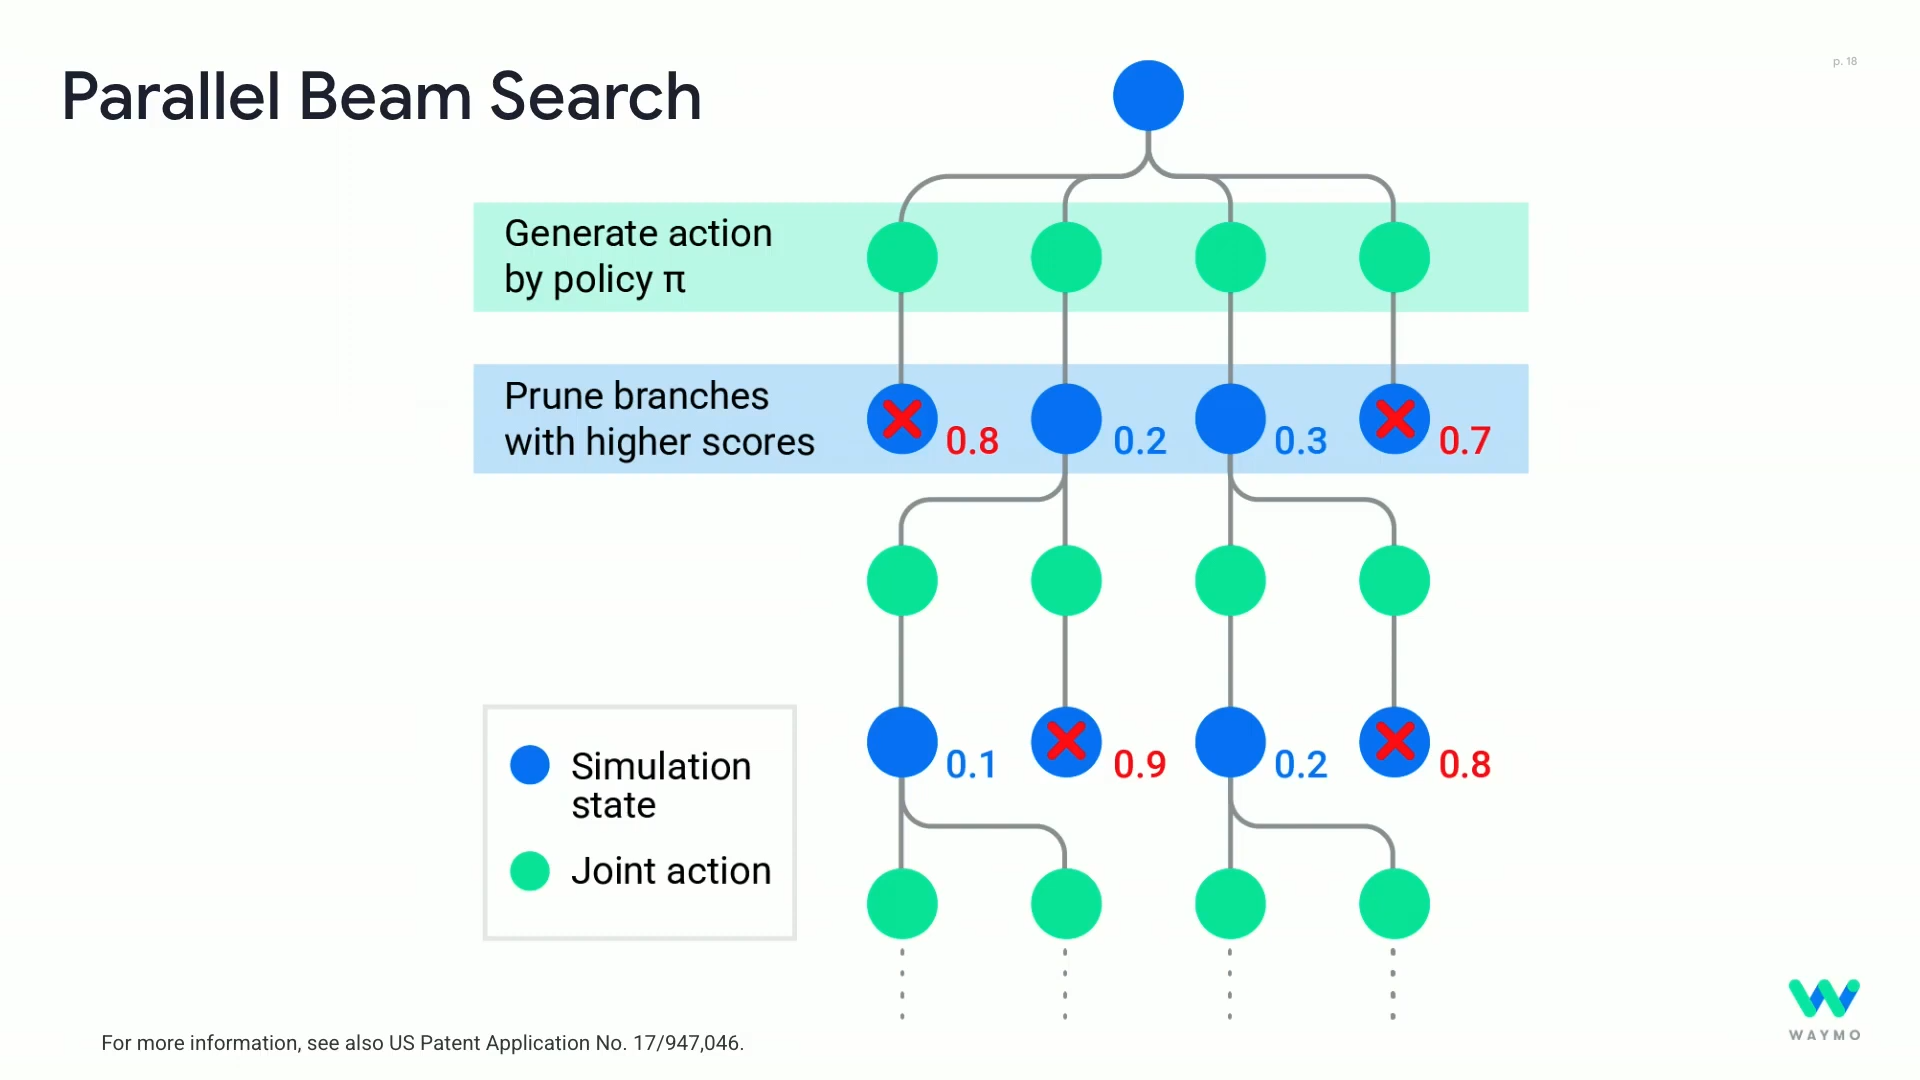 Parallel Beam Search
p. 18
Generate action
by policy π
Prune branches
with higher scores
0.8
0.2
0.3
0.7
0.1
0.9
0.2
0.8
Simulation
state
Joint action
For more information, see also US Patent Application No. 17/947,046.
WAYMO